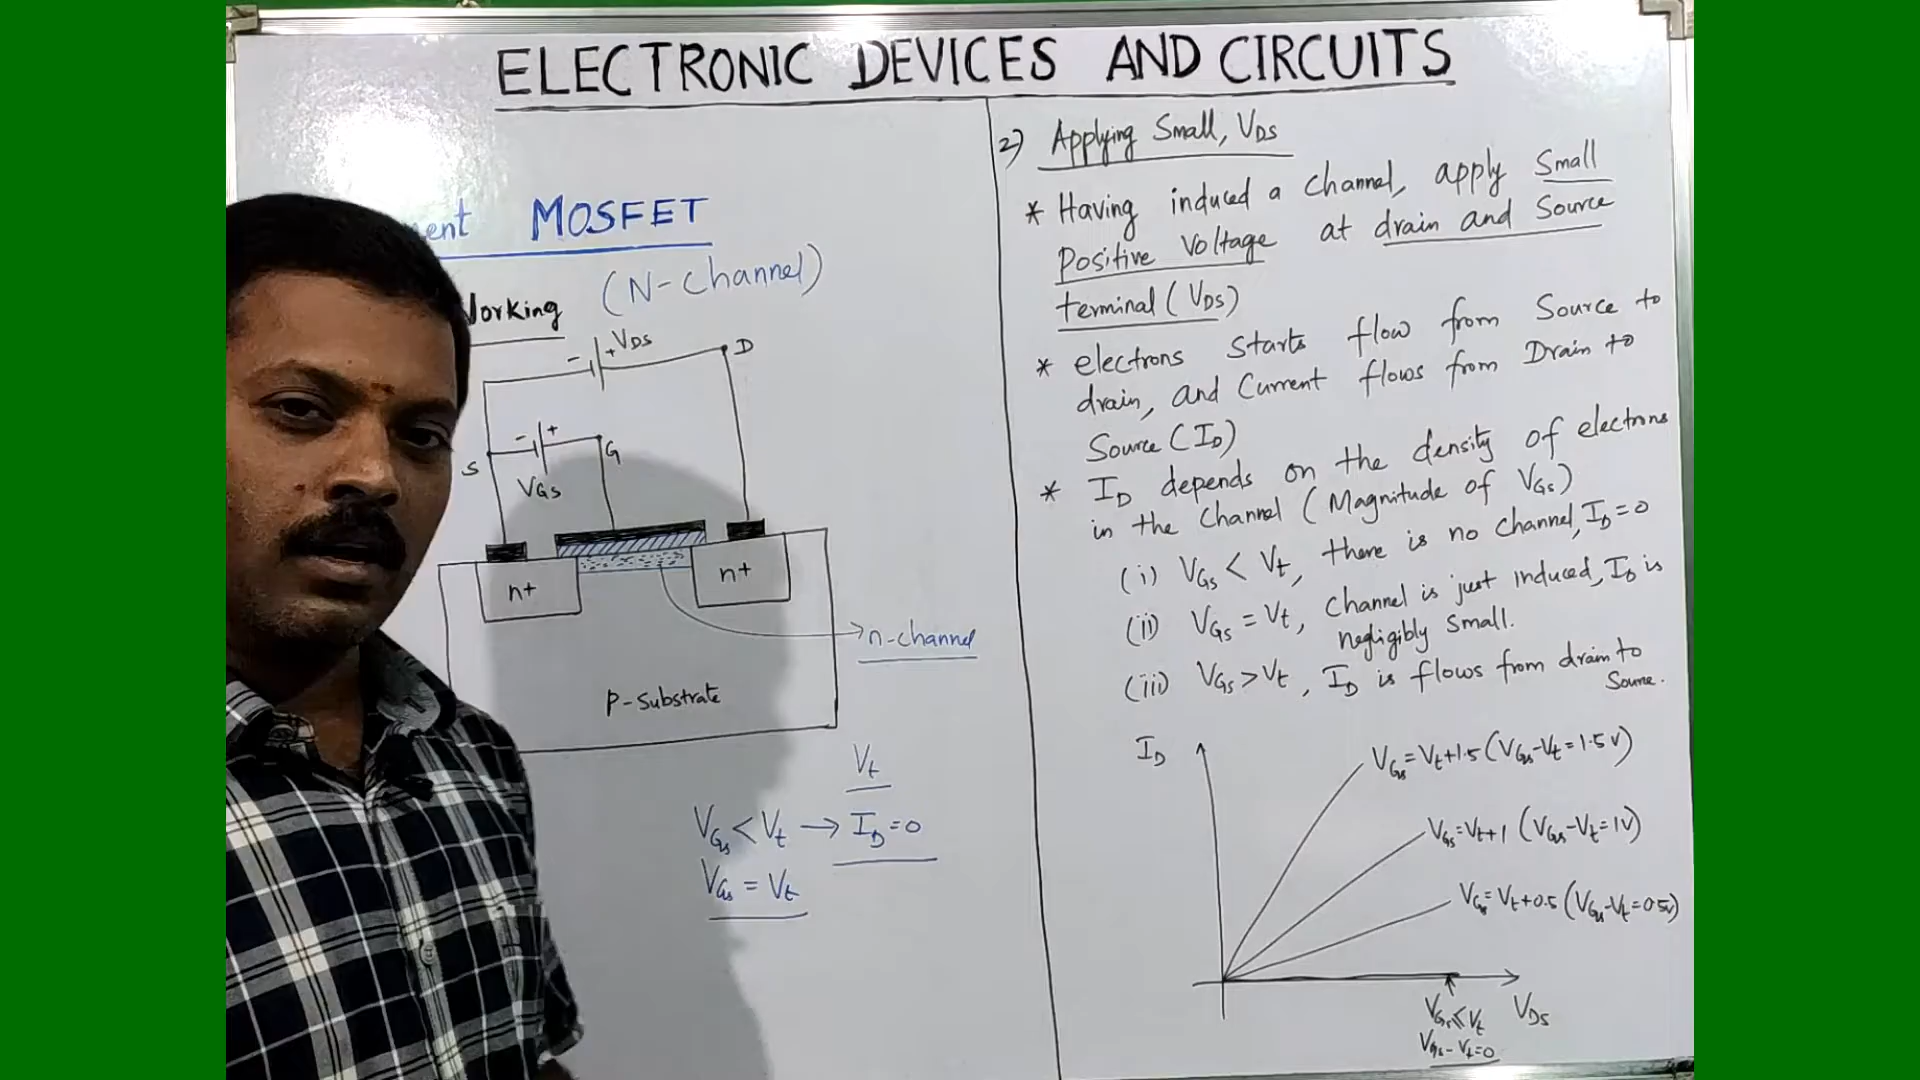 ELECTRONIC DEVICES AND CIRCUITS
ent MOSFET
(N-channel)
orking
- + VDS
D
- +
S
G
VGS
n+
n+
n-channel
P-Substrate
Vt
VGS < Vt → ID=0
VGS = Vt
2) Applying Small, VDS
* Having induced a channel, apply Small
Positive Voltage at drain and Source
terminal (VDS)
* electrons Starts flow from Source to
drain, and Current flows from Drain to
Source (ID)
* ID depends on the density of electrons
in the channel (Magnitude of VGS)
(i) VGS < Vt, there is no channel, ID=0
(ii) VGS = Vt, channel is just induced, ID is
negligibly small.
(iii) VGS > Vt, ID is flows from drain to
Source.
ID
VGS=Vt+1.5 (VGS-Vt=1.5V)
VGS=Vt+1 (VGS-Vt=1V)
VGS=Vt+0.5 (VGS-Vt=0.5V)
VGS≤Vt
VDS
VGS-Vt=0